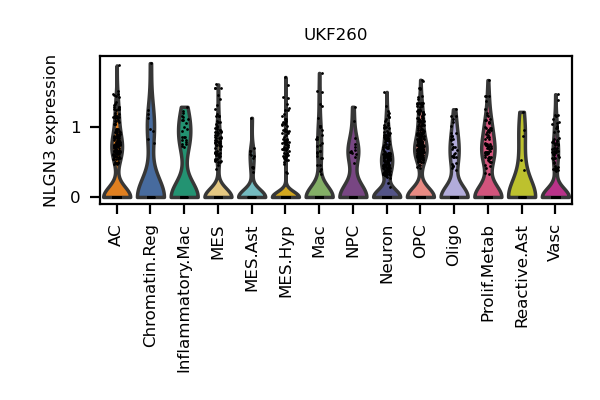 UKF260
NLGN3 expression
1
0
AC
Chromatin.Reg
Inflammatory.Mac
MES
MES.Ast
MES.Hyp
Mac
NPC
Neuron
OPC
Oligo
Prolif.Metab
Reactive.Ast
Vasc